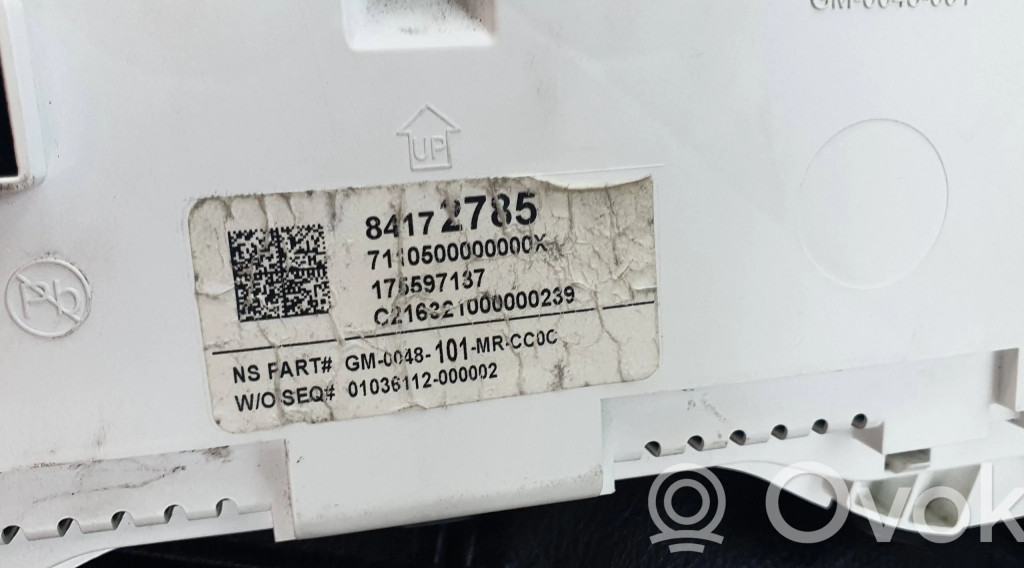 GM-0048-001
UP
84172785
7110500000000X
175597137
C216321000000239
NS PART# GM-0048-101-MR-CC0C
W/O SEQ# 01036112-000002
Pb
Ovok